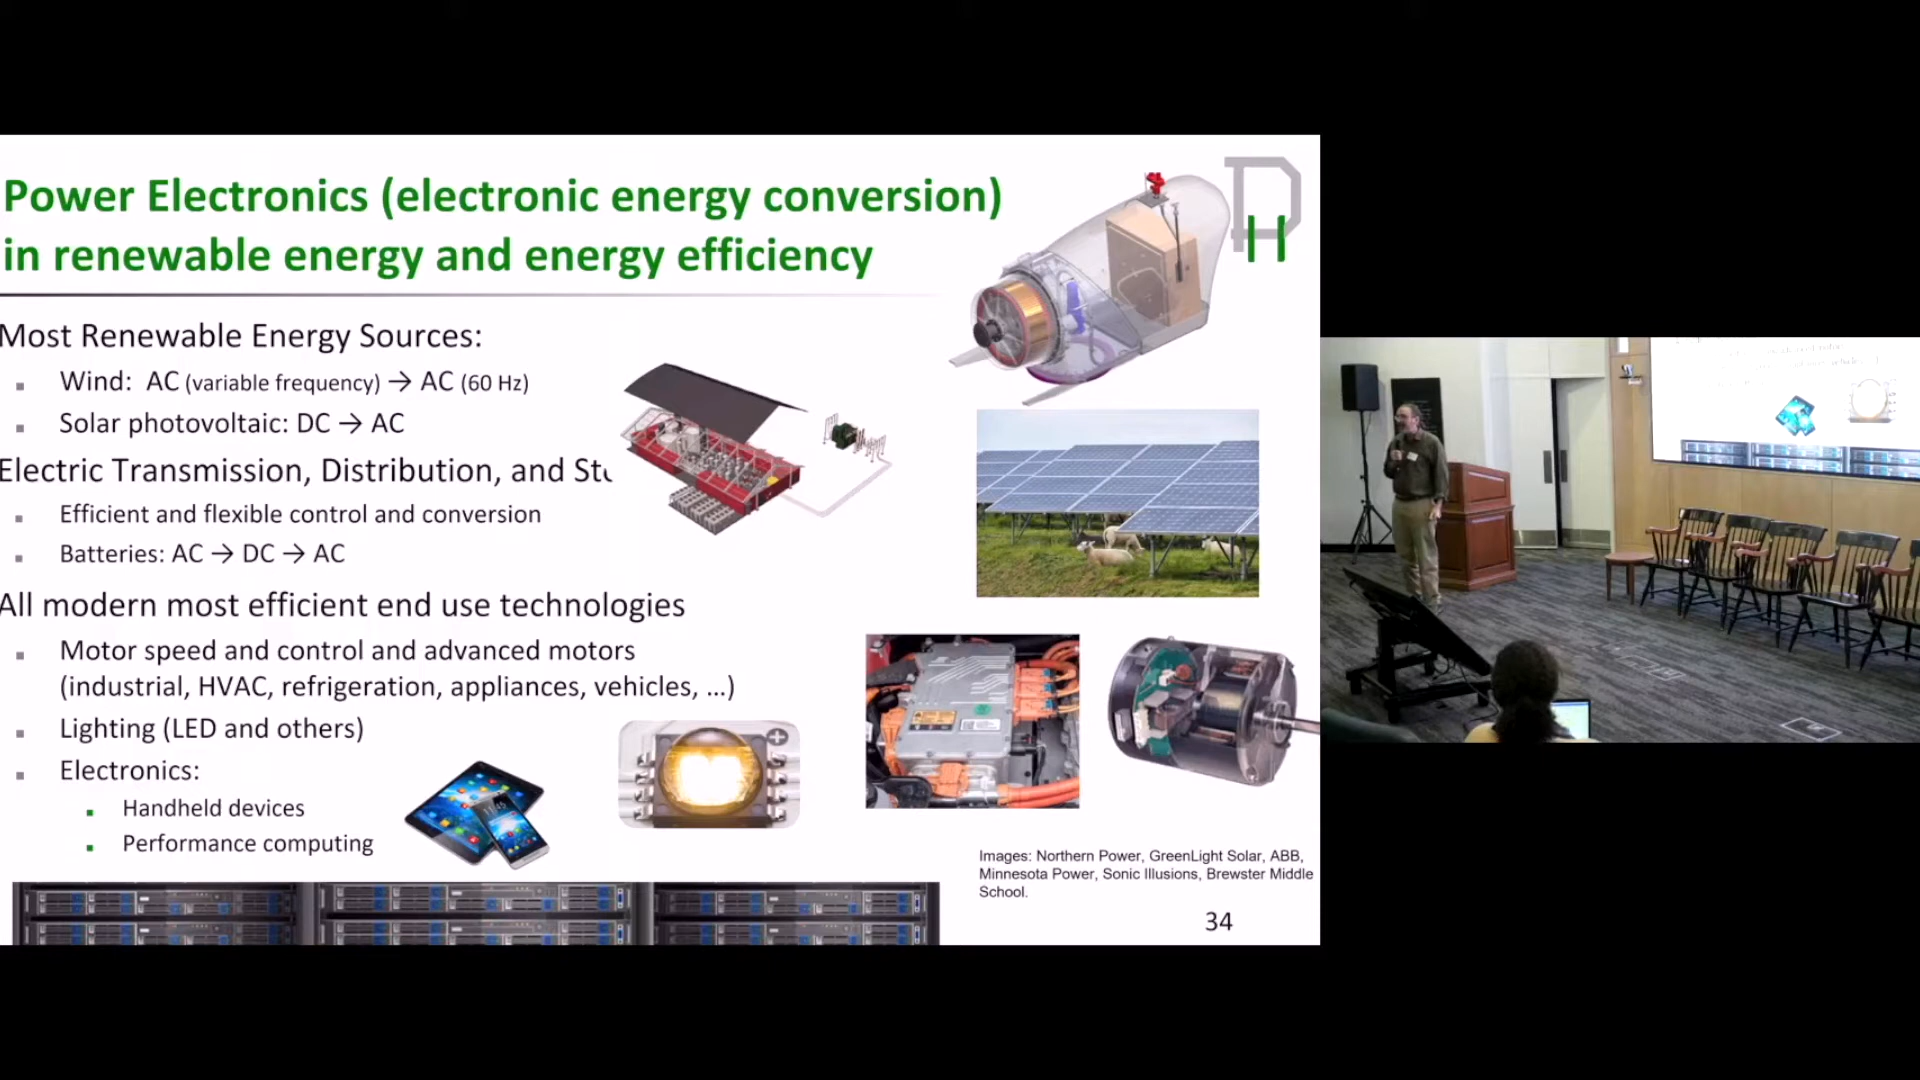 Power Electronics (electronic energy conversion)
in renewable energy and energy efficiency
DH
Most Renewable Energy Sources:
▪ Wind: AC (variable frequency) → AC (60 Hz)
▪ Solar photovoltaic: DC → AC
Electric Transmission, Distribution, and Sto
▪ Efficient and flexible control and conversion
▪ Batteries: AC → DC → AC
All modern most efficient end use technologies
▪ Motor speed and control and advanced motors
(industrial, HVAC, refrigeration, appliances, vehicles, …)
▪ Lighting (LED and others)
▪ Electronics:
▪ Handheld devices
▪ Performance computing
Images: Northern Power, GreenLight Solar, ABB,
Minnesota Power, Sonic Illusions, Brewster Middle
School.
34